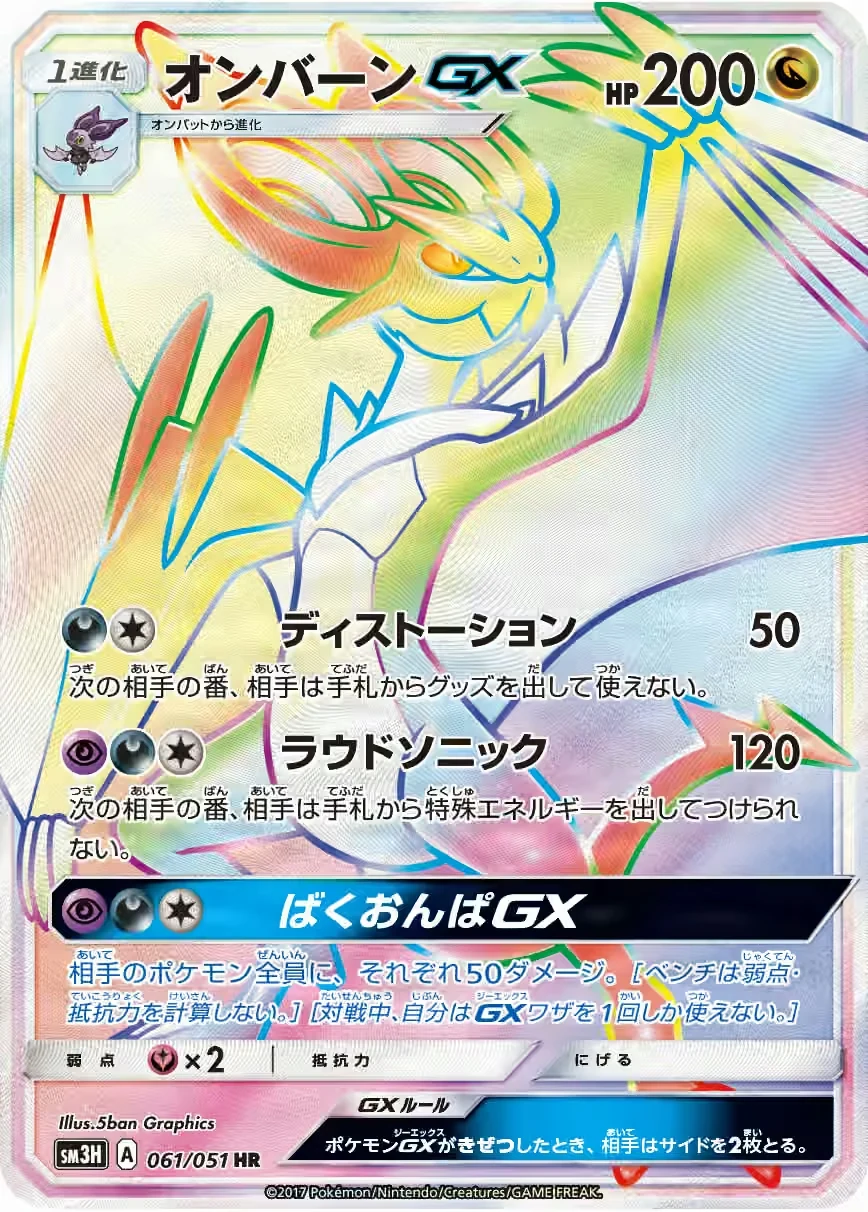 1進化
オンバーンGX
HP200
オンバットから進化
ディストーション 50
次の相手の番、相手は手札からグッズを出して使えない。
ラウドソニック 120
次の相手の番、相手は手札から特殊エネルギーを出してつけられ
ない。
ばくおんぱGX
相手のポケモン全員に、それぞれ50ダメージ。[ベンチは弱点・
抵抗力を計算しない。] [対戦中、自分はGXワザを1回しか使えない。]
弱点 ×2 抵抗力 にげる
GXルール
ポケモンGXがきぜつしたとき、相手はサイドを2枚とる。
Illus.5ban Graphics
SM3H A 061/051 HR
©2017 Pokémon/Nintendo/Creatures/GAME FREAK.